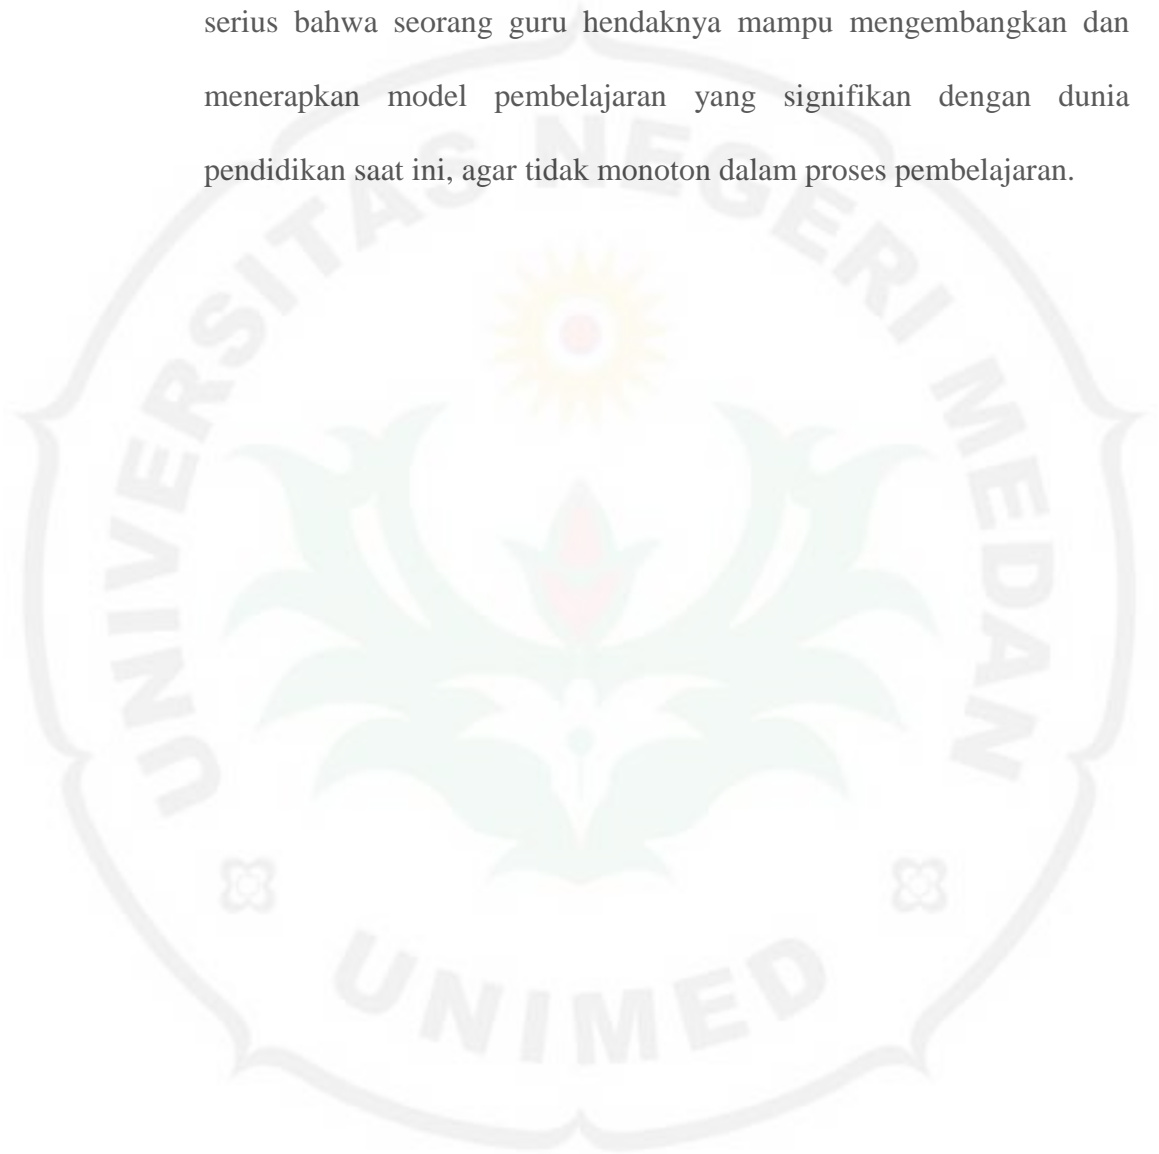 serius bahwa seorang guru hendaknya mampu mengembangkan dan
menerapkan model pembelajaran yang signifikan dengan dunia
pendidikan saat ini, agar tidak monoton dalam proses pembelajaran.
UNIVERSITAS NEGERI MEDAN
UNIMED